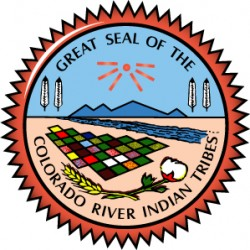 GREAT SEAL OF THE
COLORADO RIVER INDIAN TRIBES